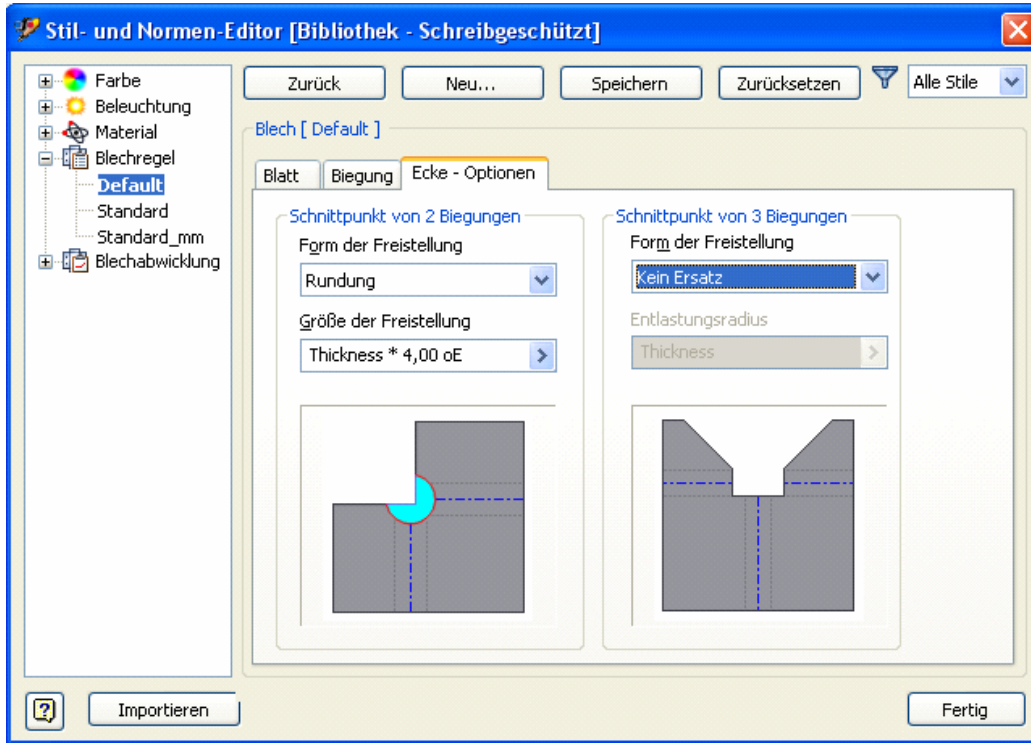 Stil- und Normen-Editor [Bibliothek - Schreibgeschützt]
Farbe
Beleuchtung
Material
Blechregel
Default
Standard
Standard_mm
Blechabwicklung
Zurück
Neu...
Speichern
Zurücksetzen
Alle Stile
Blech [ Default ]
Blatt
Biegung
Ecke - Optionen
Schnittpunkt von 2 Biegungen
Form der Freistellung
Rundung
Größe der Freistellung
Thickness * 4,00 oE
Schnittpunkt von 3 Biegungen
Form der Freistellung
Kein Ersatz
Entlastungsradius
Thickness
Importieren
Fertig